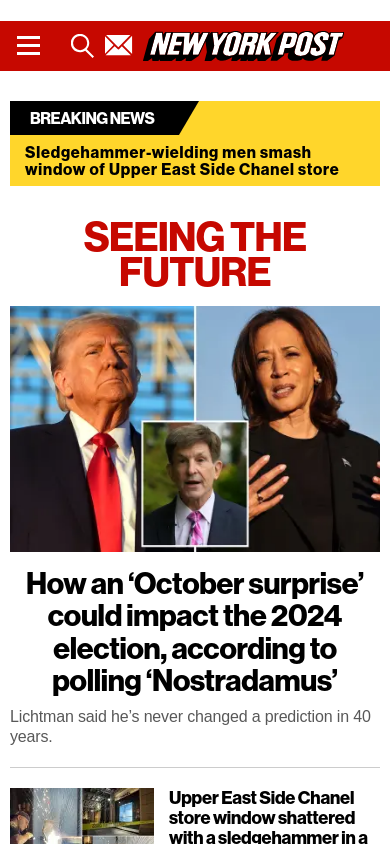 NEW YORK POST
BREAKING NEWS
Sledgehammer-wielding men smash
window of Upper East Side Chanel store
SEEING THE
FUTURE
How an ‘October surprise’
could impact the 2024
election, according to
polling ‘Nostradamus’
Lichtman said he’s never changed a prediction in 40
years.
Upper East Side Chanel
store window shattered
with a sledgehammer in a